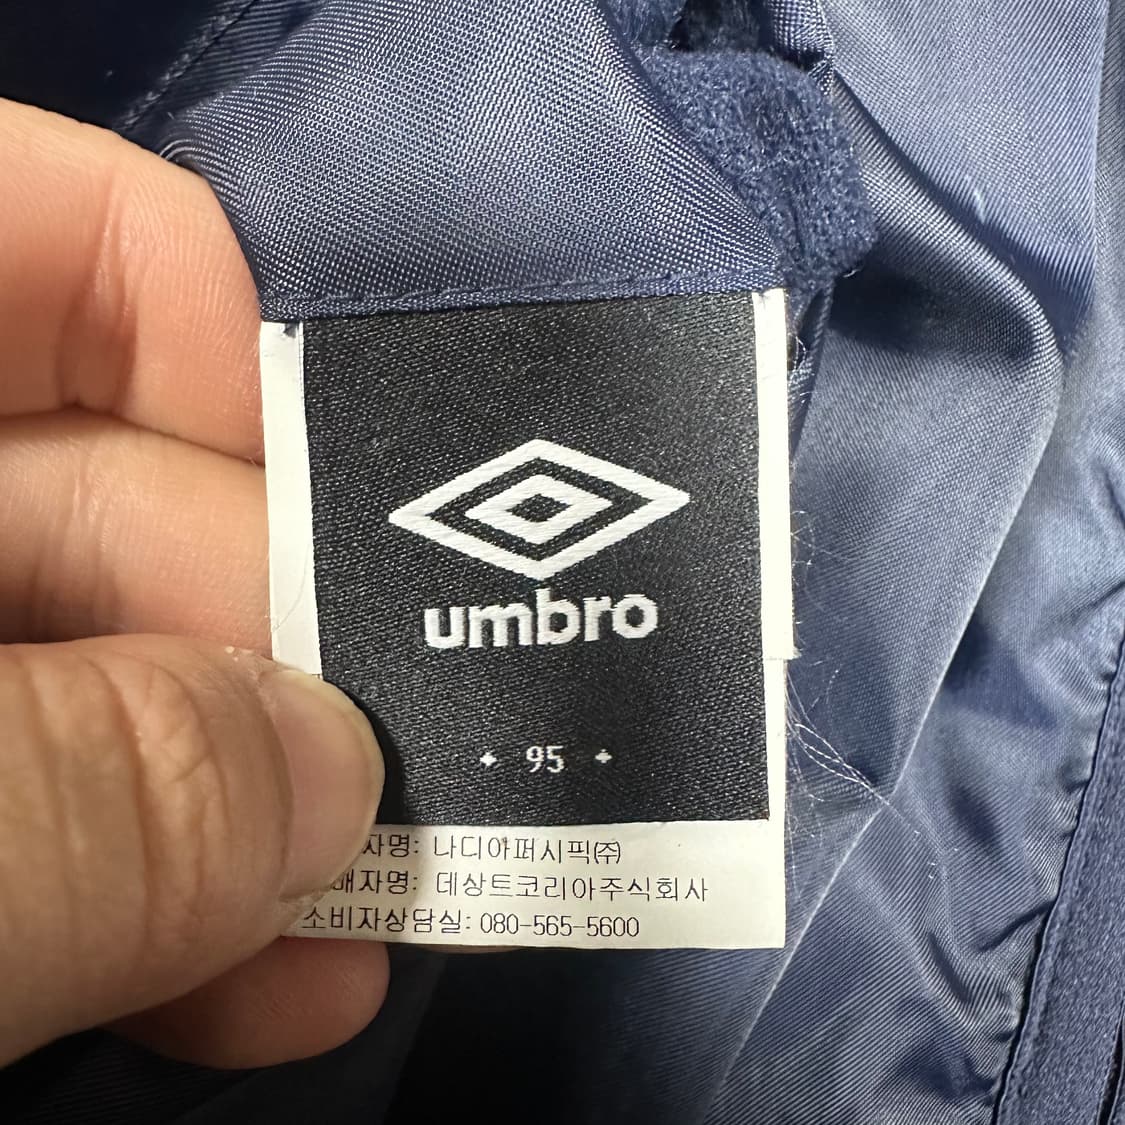 umbro
95
자명: 나디아퍼시픽㈜
매자명: 데상트코리아주식회사
소비자상담실: 080-565-5600